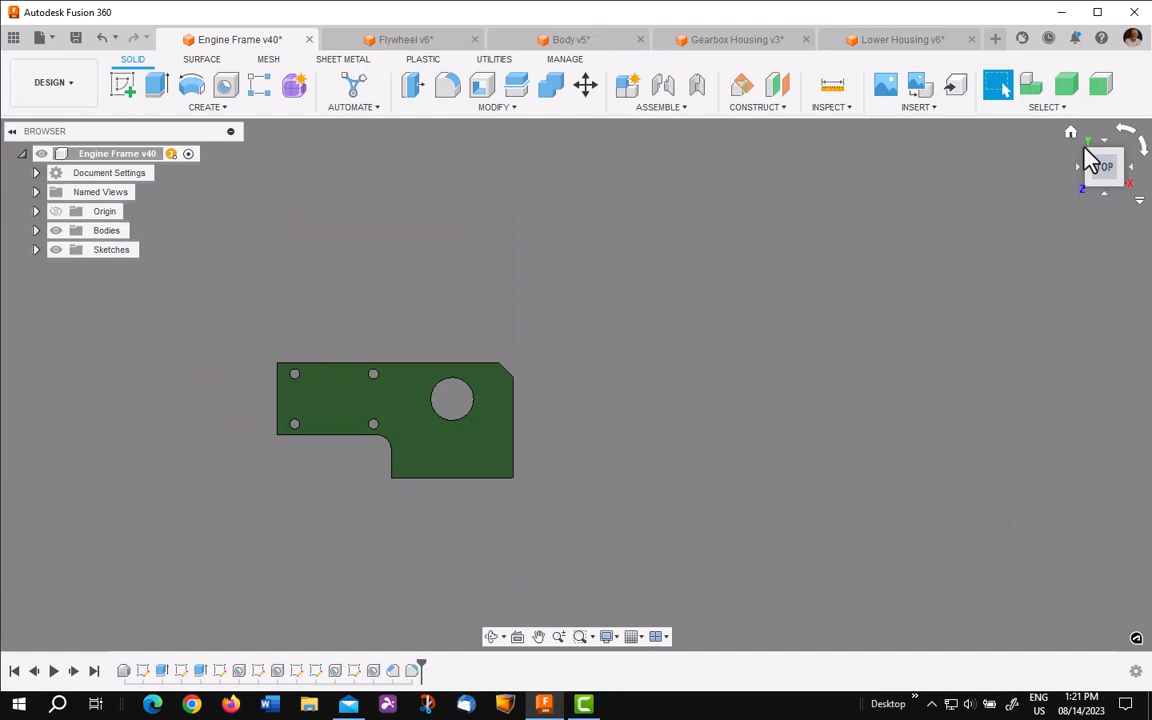 Autodesk Fusion 360
Engine Frame v40*
Flywheel v6*
Body v5*
Gearbox Housing v3*
Lower Housing v6*
DESIGN
SOLID
SURFACE
MESH
SHEET METAL
PLASTIC
UTILITIES
MANAGE
CREATE
AUTOMATE
MODIFY
ASSEMBLE
CONSTRUCT
INSPECT
INSERT
SELECT
BROWSER
Engine Frame v40
Document Settings
Named Views
Origin
Bodies
Sketches
Y
TOP
X
Z
Desktop
ENG
US
1:21 PM
08/14/2023